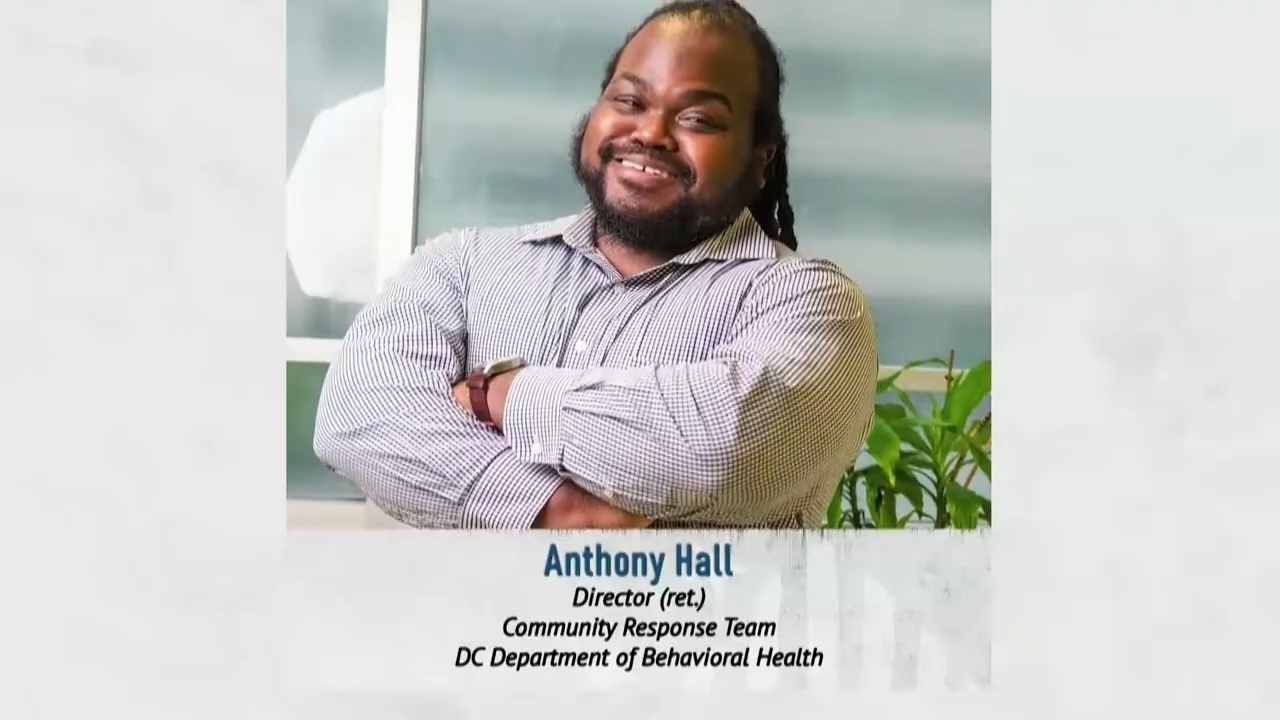 Anthony Hall
Director (ret.)
Community Response Team
DC Department of Behavioral Health